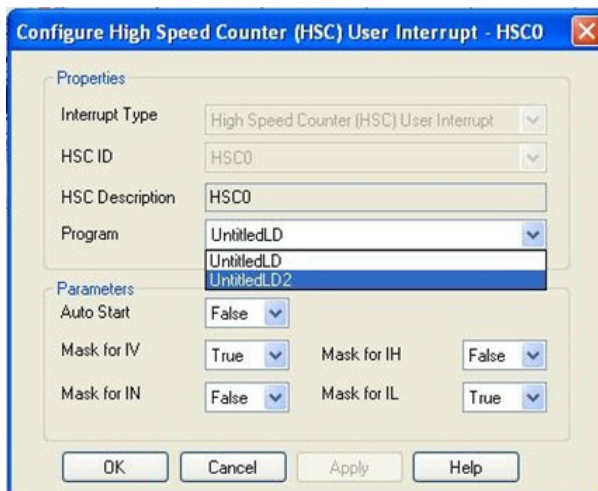 Configure High Speed Counter (HSC) User Interrupt - HSC0
Properties
Interrupt Type High Speed Counter (HSC) User Interrupt
HSC ID HSC0
HSC Description HSC0
Program UntitledLD
UntitledLD
UntitledLD2
Parameters
Auto Start False
Mask for IV True Mask for IH False
Mask for IN False Mask for IL True
OK Cancel Apply Help